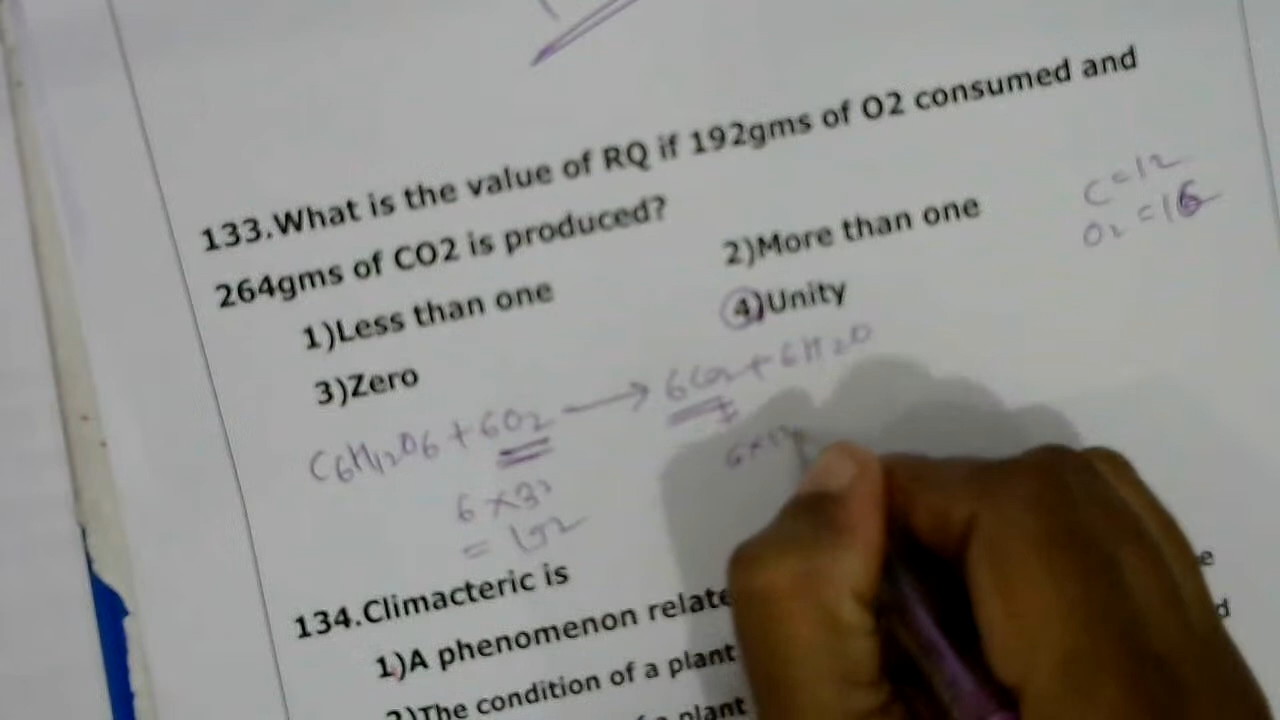 133.What is the value of RQ if 192gms of O2 consumed and
264gms of CO2 is produced?
1)Less than one
2)More than one
3)Zero
4)Unity
C=12
O2=16
C6H12O6 + 6O2 → 6CO2 + 6H2O
6×32
= 192
134.Climacteric is
1)A phenomenon relate
2)The condition of a plant
plant